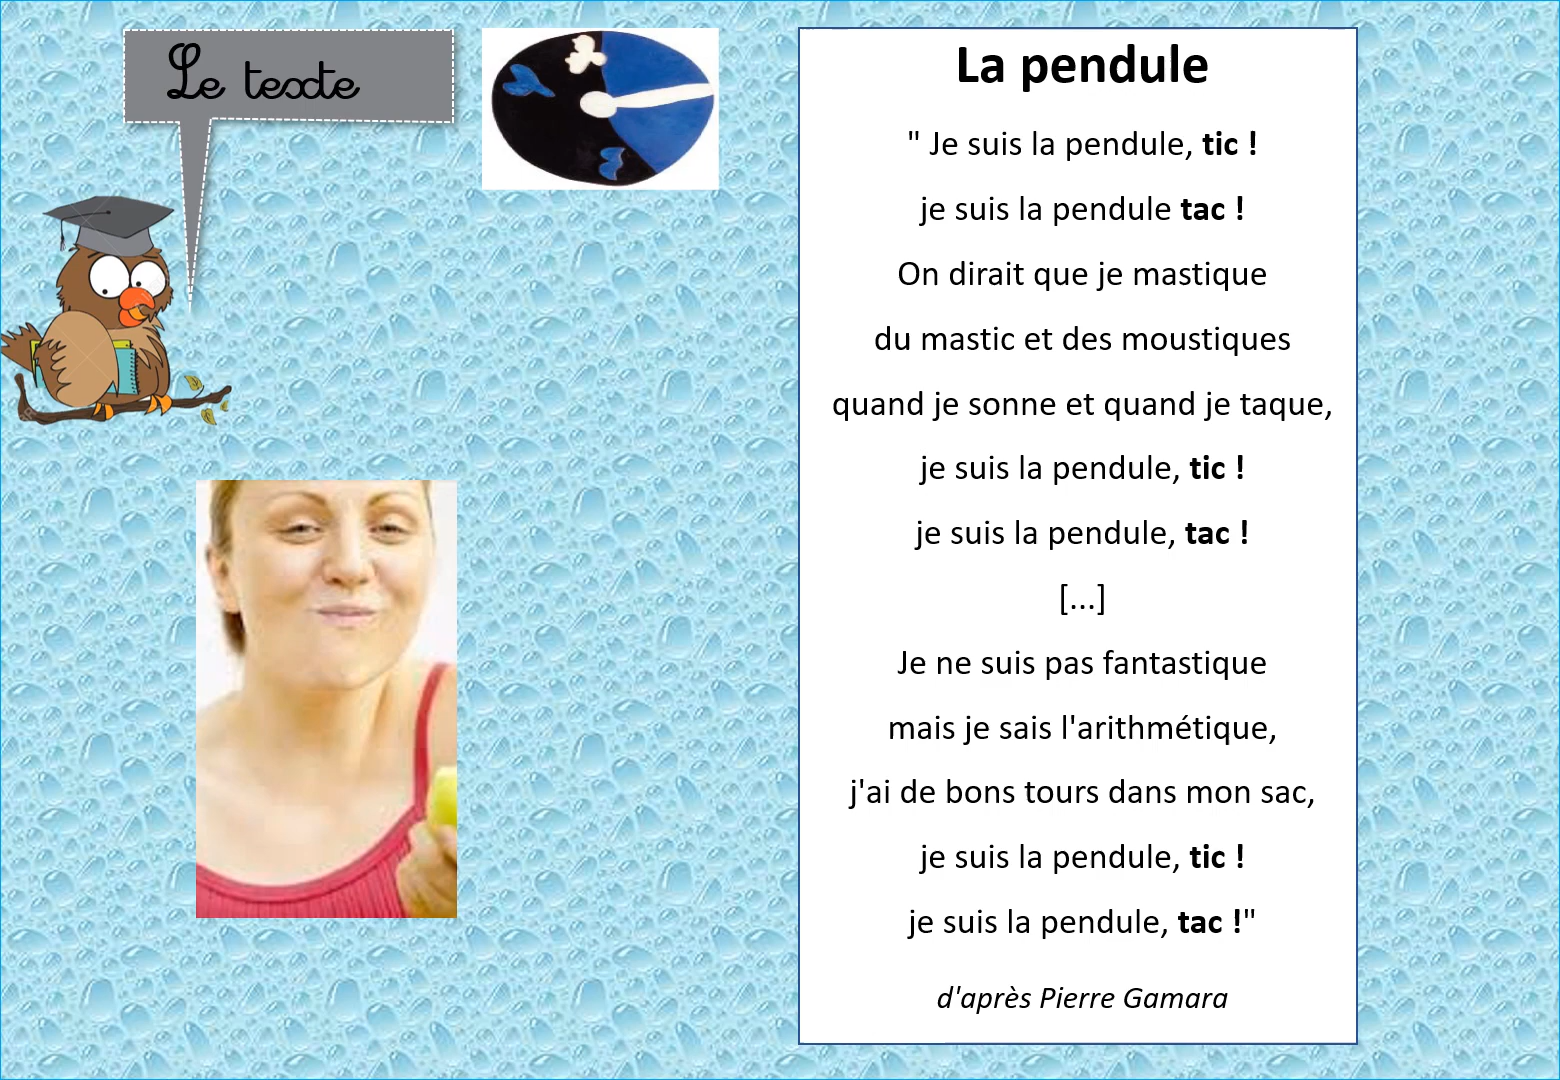 Le texte
La pendule
" Je suis la pendule, tic !
je suis la pendule tac !
On dirait que je mastique
du mastic et des moustiques
quand je sonne et quand je taque,
je suis la pendule, tic !
je suis la pendule, tac !
[...]
Je ne suis pas fantastique
mais je sais l'arithmétique,
j'ai de bons tours dans mon sac,
je suis la pendule, tic !
je suis la pendule, tac !"
d'après Pierre Gamara